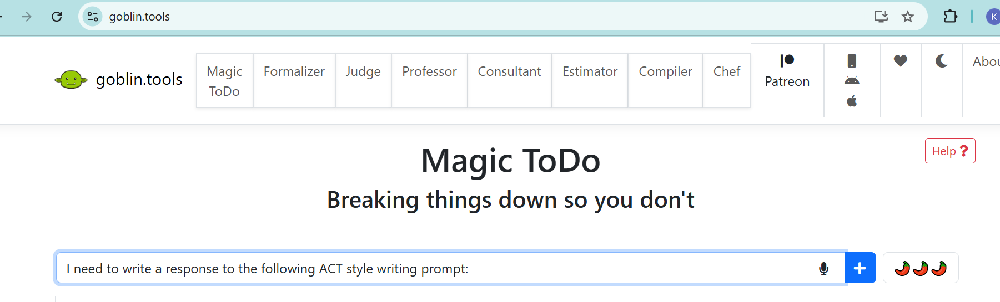 goblin.tools
K
goblin.tools
Magic ToDo
Formalizer
Judge
Professor
Consultant
Estimator
Compiler
Chef
Patreon
Abou
Help ?
Magic ToDo
Breaking things down so you don't
I need to write a response to the following ACT style writing prompt: